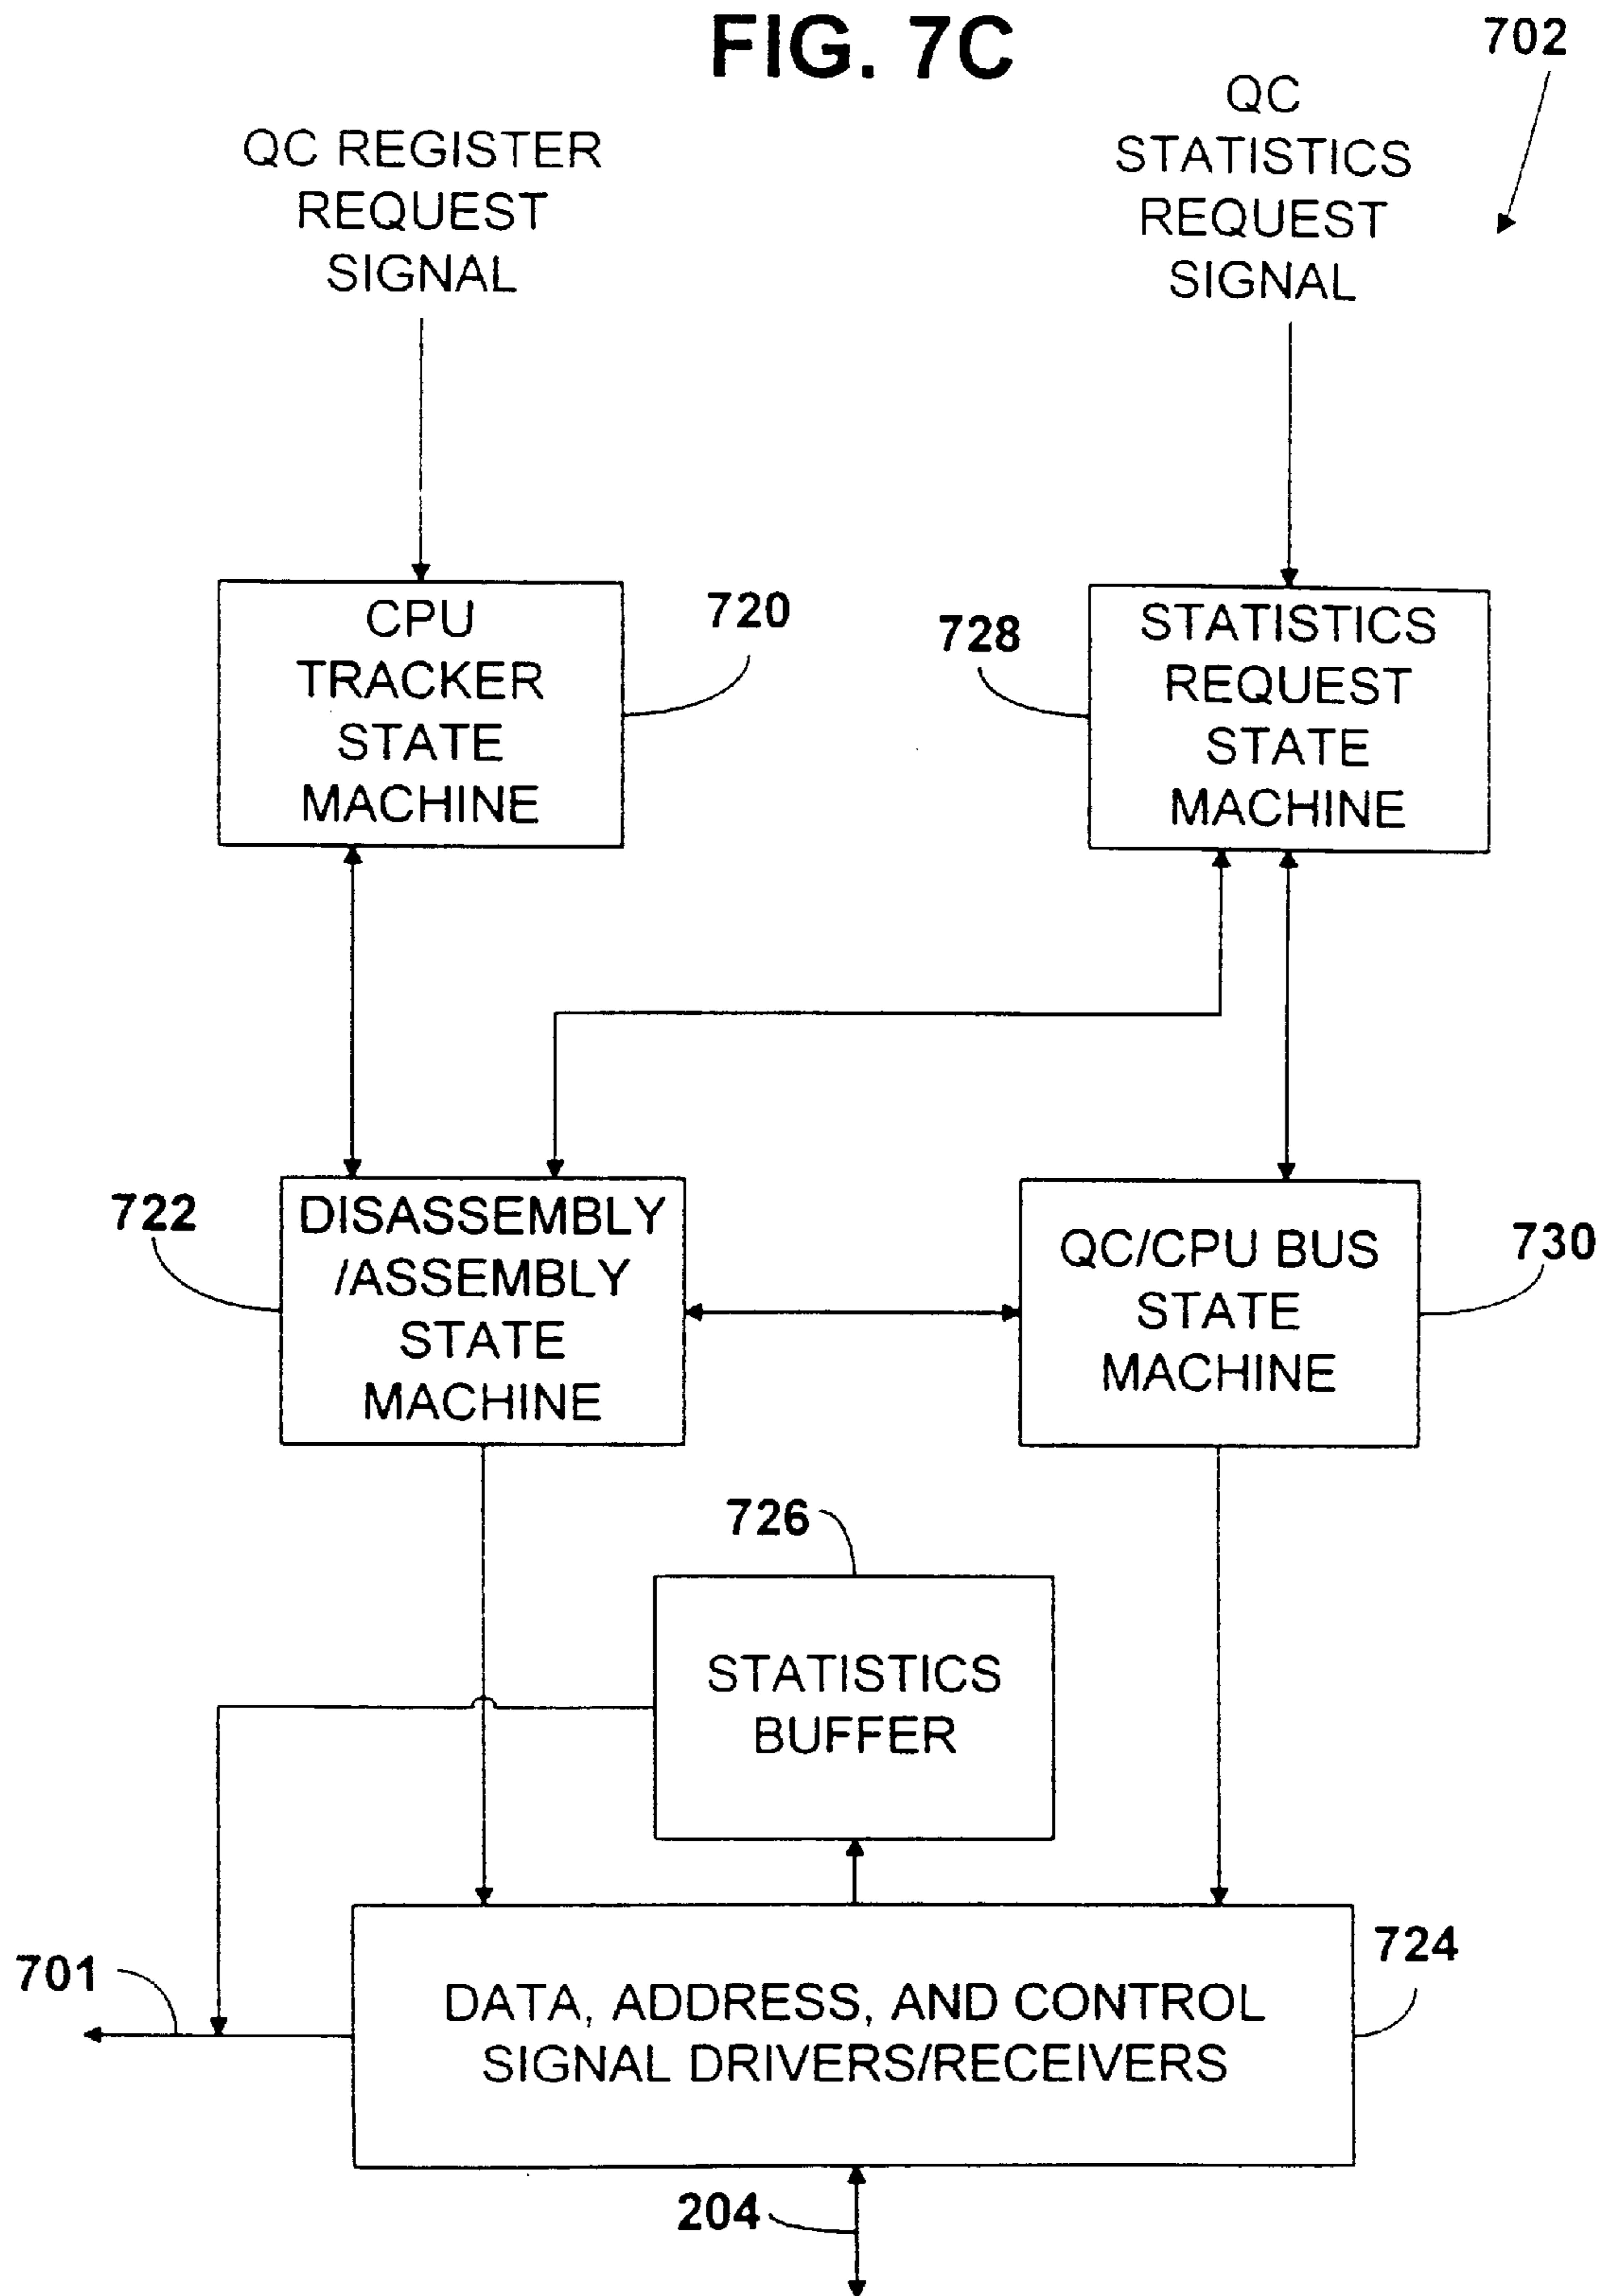 FIG. 7C
702
QC REGISTER
REQUEST
SIGNAL
QC
STATISTICS
REQUEST
SIGNAL
CPU
TRACKER
STATE
MACHINE
720
728
STATISTICS
REQUEST
STATE
MACHINE
722
DISASSEMBLY
/ASSEMBLY
STATE
MACHINE
QC/CPU BUS
STATE
MACHINE
730
726
STATISTICS
BUFFER
701
DATA, ADDRESS, AND CONTROL
SIGNAL DRIVERS/RECEIVERS
724
204